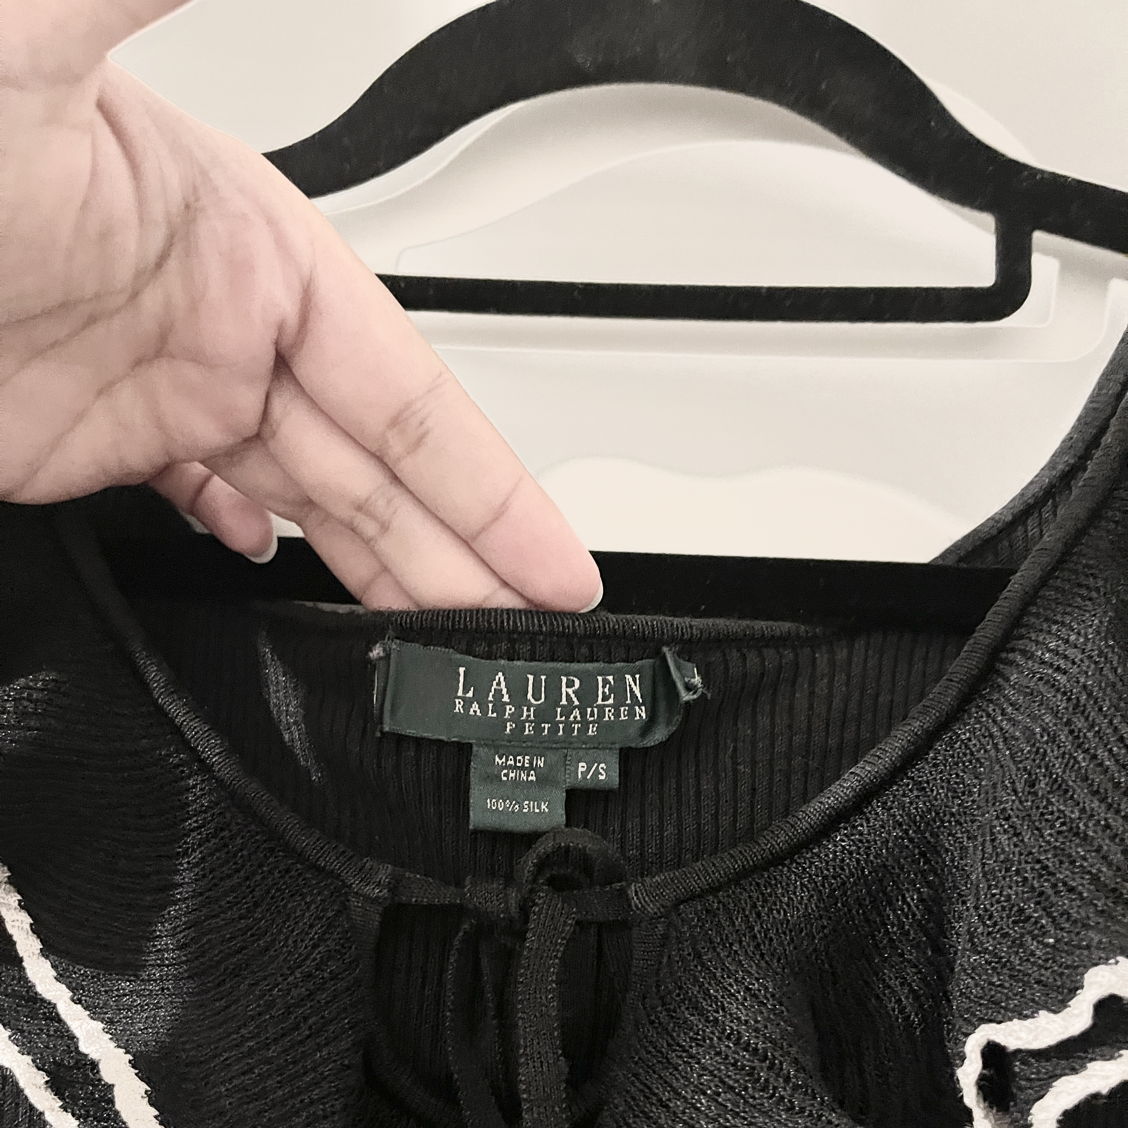 LAUREN
RALPH LAUREN
PETITE
MADE IN
CHINA
P/S
100% SILK